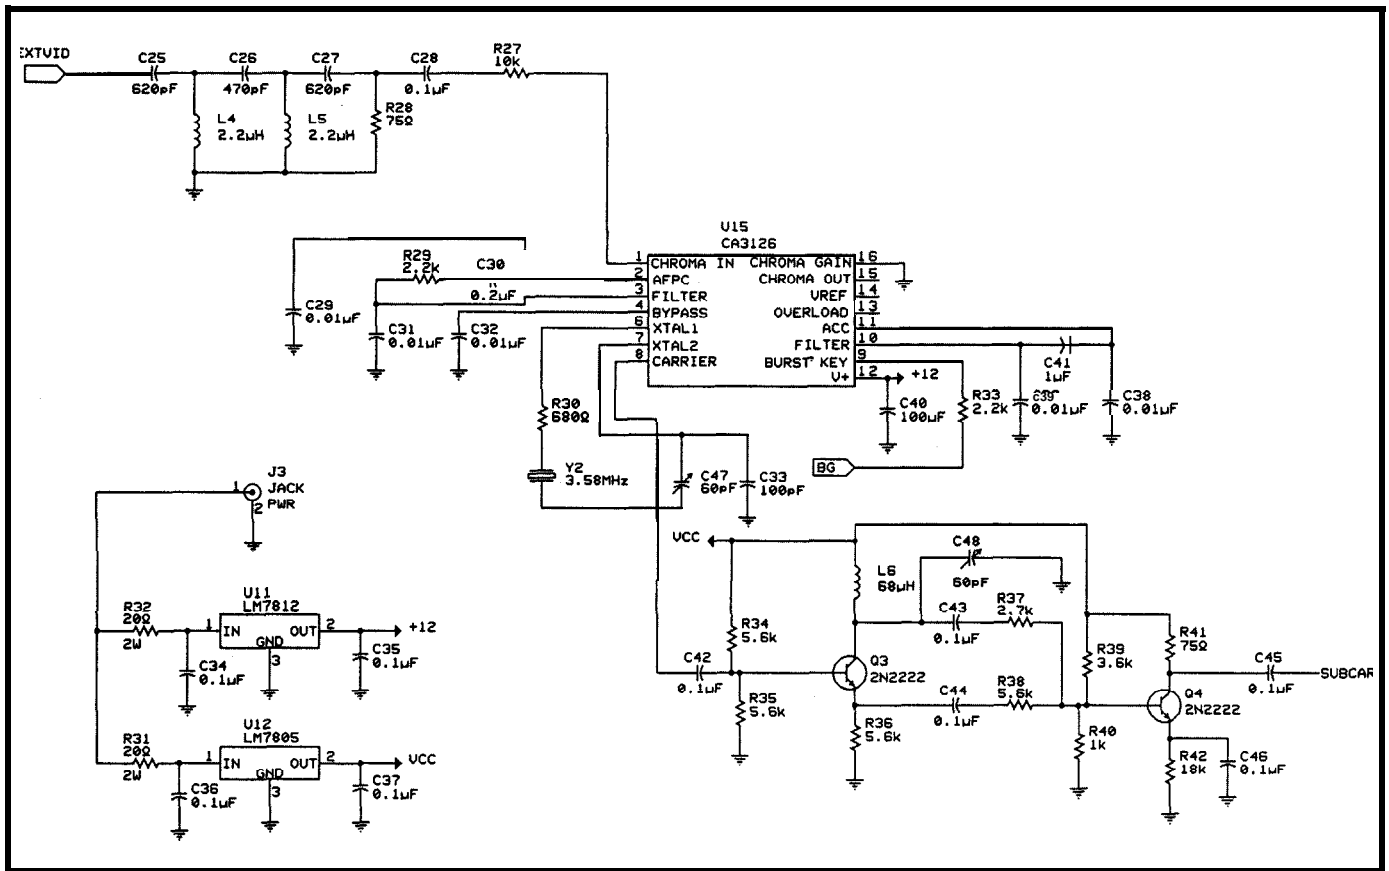 EXTVID
C25
620pF
C26
470pF
C27
620pF
C28
0.1µF
R27
10k
L4
2.2µH
L5
2.2µH
R28
75Ω
U15
CA3126
1 CHROMA IN
2 AFPC
3 FILTER
4 BYPASS
6 XTAL1
7 XTAL2
8 CARRIER
CHROMA GAIN 16
CHROMA OUT 15
VREF 14
OVERLOAD 13
ACC 11
FILTER 10
BURST KEY 9
V+ 12
+12
R29
2.2k
C30
0.2µF
C29
0.01µF
C31
0.01µF
C32
0.01µF
R30
680Ω
Y2
3.58MHz
C47
60pF
C33
100pF
C40
100µF
R33
2.2k
C39
0.01µF
C41
1µF
C38
0.01µF
BG
J3
JACK
PWR
1
2
R32
20Ω
2W
U11
LM7812
1 IN
OUT 2
GND
3
+12
C34
0.1µF
C35
0.1µF
R31
20Ω
2W
U12
LM7805
1 IN
OUT 2
GND
3
VCC
C36
0.1µF
C37
0.1µF
VCC
R34
5.6k
C42
0.1µF
R35
5.6k
L6
68µH
Q3
2N2222
R36
5.6k
C48
60pF
C43
0.1µF
R37
2.7k
C44
0.1µF
R38
5.6k
R39
3.6k
R40
1k
R41
75Ω
Q4
2N2222
R42
18k
C46
0.1µF
C45
0.1µF
SUBCAR